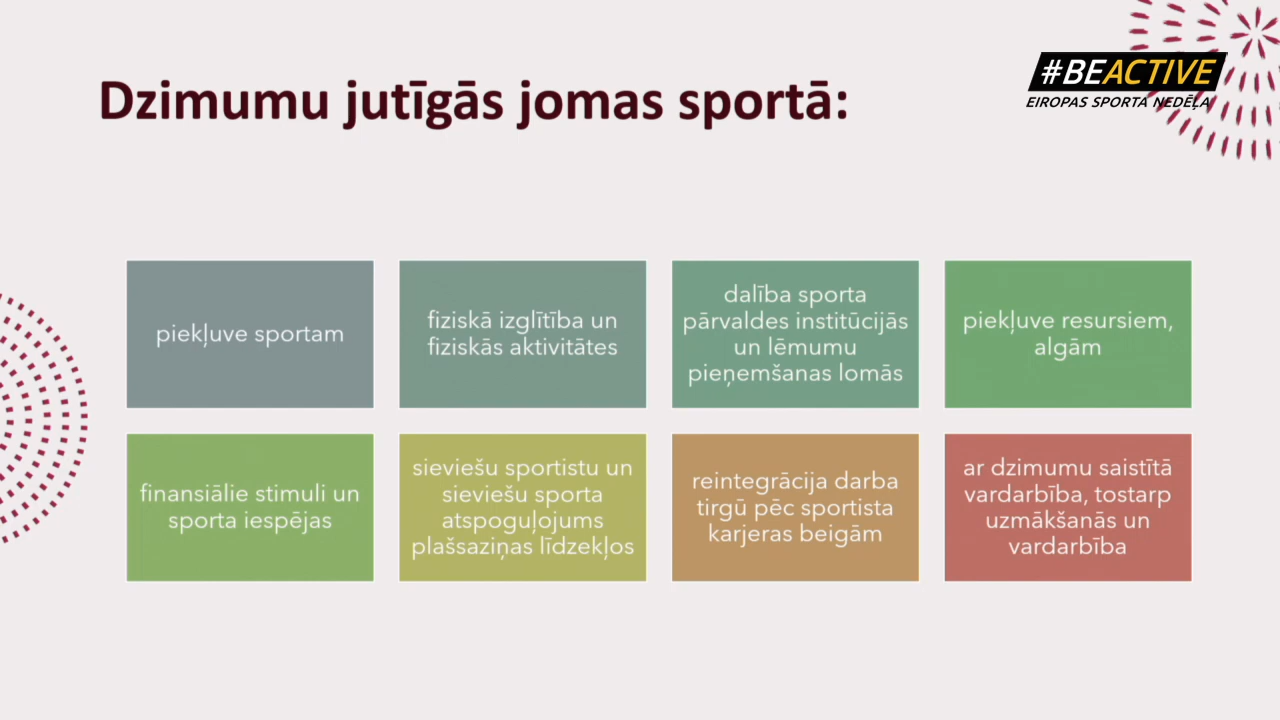 Dzimumu jutīgās jomas sportā:
#BEACTIVE
EIROPAS SPORTA NEDĒĻA
piekļuve sportam
fiziskā izglītība un
fiziskās aktivitātes
dalība sporta
pārvaldes institūcijās
un lēmumu
pieņemšanas lomās
piekļuve resursiem,
algām
finansiālie stimuli un
sporta iespējas
sieviešu sportistu un
sieviešu sporta
atspoguļojums
plašsaziņas līdzekļos
reintegrācija darba
tirgū pēc sportista
karjeras beigām
ar dzimumu saistītā
vardarbība, tostarp
uzmākšanās un
vardarbība